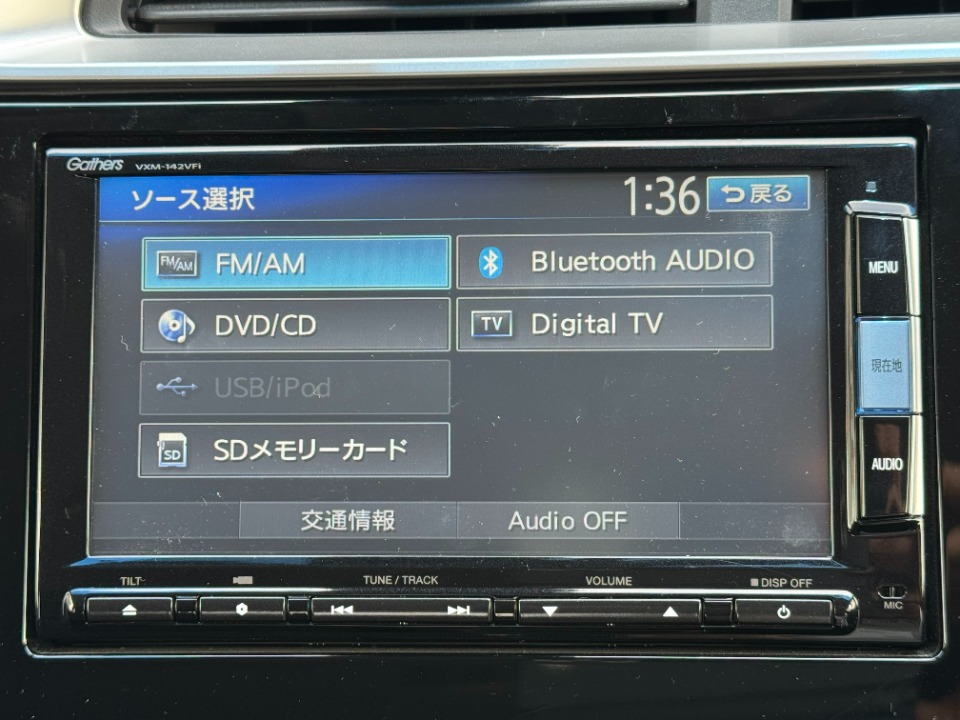 Gathers VXM-142VFi
ソース選択 1:36 戻る
FM/AM FM/AM
Bluetooth AUDIO
DVD/CD
TV Digital TV
USB/iPod
SD SDメモリーカード
交通情報 Audio OFF
MENU
現在地
AUDIO
TILT TUNE / TRACK VOLUME DISP OFF
MIC